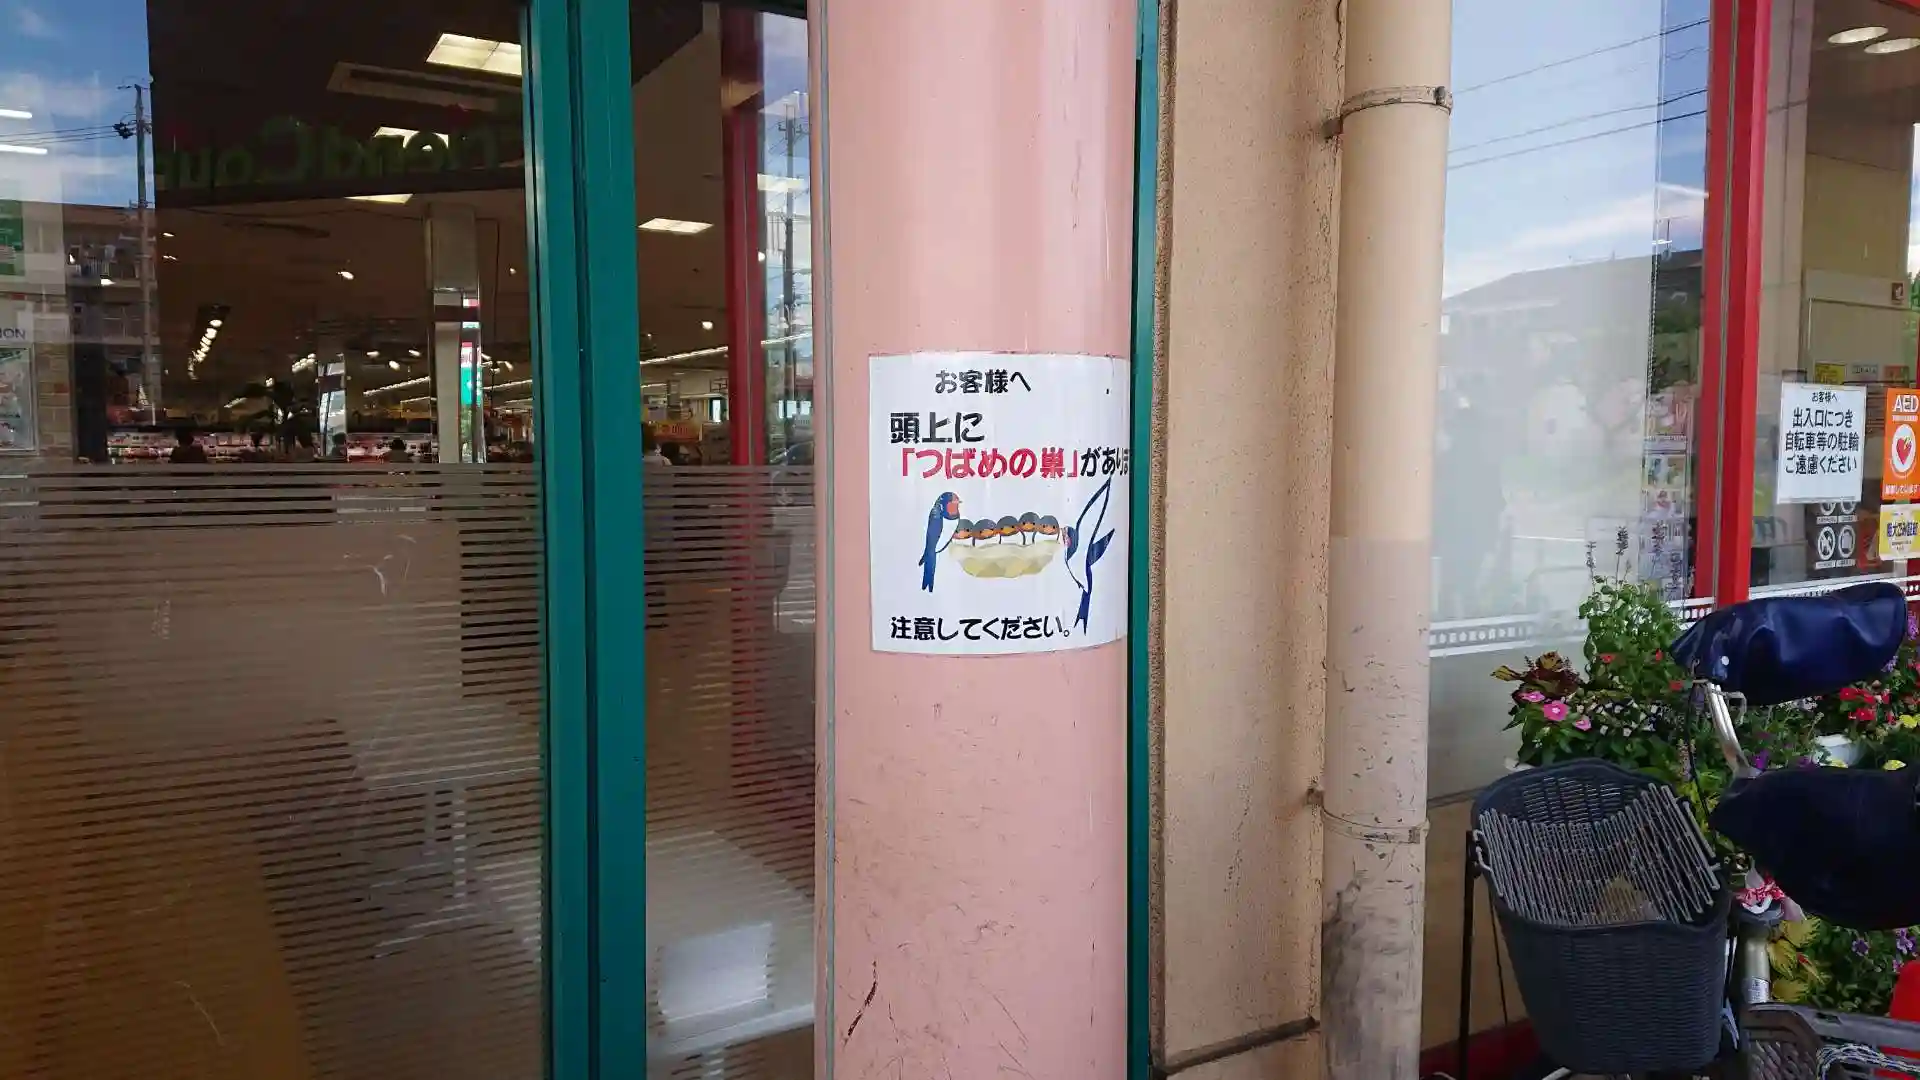 お客様へ
頭上に
「つばめの巣」があり
注意してください。
お客様へ
出入口につき
自転車等の駐輪
ご遠慮ください
AED
ION